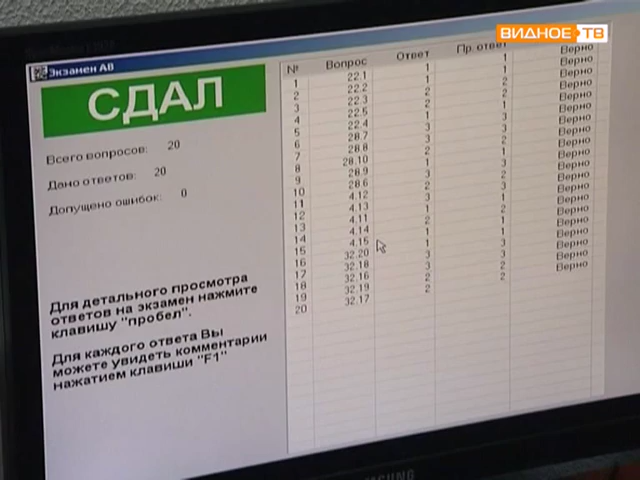 ВИДНОЕ ТВ
Экзамен АВ
СДАЛ
Всего вопросов: 20
Дано ответов: 20
Допущено ошибок: 0
Для детального просмотра
ответов на экзамен нажмите
клавишу "пробел".
Для каждого ответа Вы
можете увидеть комментарии
нажатием клавиши "F1"
№ Вопрос Ответ Пр. ответ
1 22.1 1 1 Верно
2 22.2 1 1 Верно
3 22.3 2 2 Верно
4 22.5 2 2 Верно
5 22.4 1 1 Верно
6 28.7 3 3 Верно
7 28.8 3 3 Верно
8 28.10 2 2 Верно
9 28.9 1 1 Верно
10 28.6 3 3 Верно
11 4.12 2 2 Верно
12 4.13 3 3 Верно
13 4.11 1 1 Верно
14 4.14 2 2 Верно
15 4.15 1 1 Верно
16 32.20 1 1 Верно
17 32.18 3 3 Верно
18 32.16 3 3 Верно
19 32.19 2 2 Верно
20 32.17 2 2 Верно